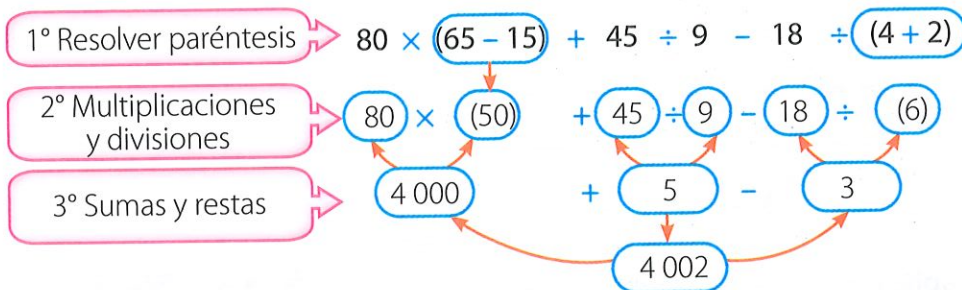 1° Resolver paréntesis 80 × (65 – 15) + 45 ÷ 9 – 18 ÷ (4 + 2)
2° Multiplicaciones
y divisiones
80 × (50) + 45 ÷ 9 – 18 ÷ (6)
3° Sumas y restas 4 000 + 5 – 3
4 002